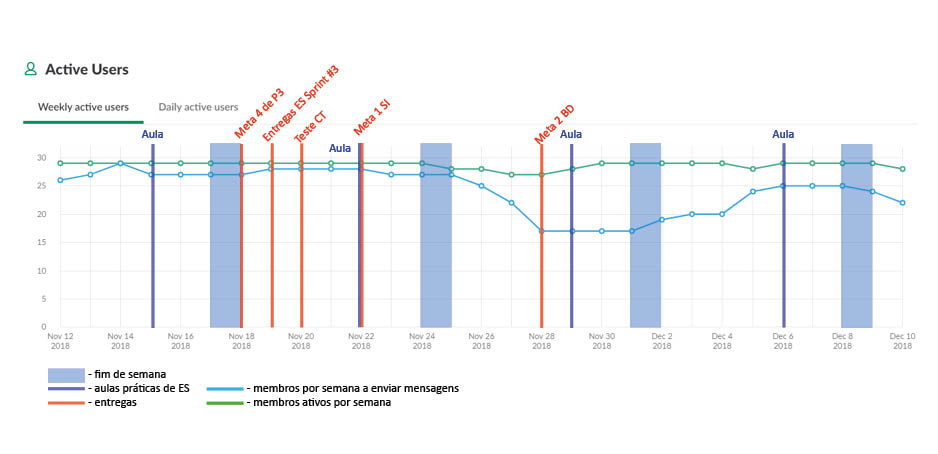 Active Users
Weekly active users
Daily active users
Meta 4 de P3
Entregas ES Sprint #3
Teste CT
Meta 1 SI
Meta 2 BD
Aula
Aula
Aula
Aula
30
25
20
15
10
5
0
Nov 12 2018
Nov 14 2018
Nov 16 2018
Nov 18 2018
Nov 20 2018
Nov 22 2018
Nov 24 2018
Nov 26 2018
Nov 28 2018
Nov 30 2018
Dec 2 2018
Dec 4 2018
Dec 6 2018
Dec 8 2018
Dec 10 2018
- fim de semana
- aulas práticas de ES
- membros por semana a enviar mensagens
- entregas
- membros ativos por semana